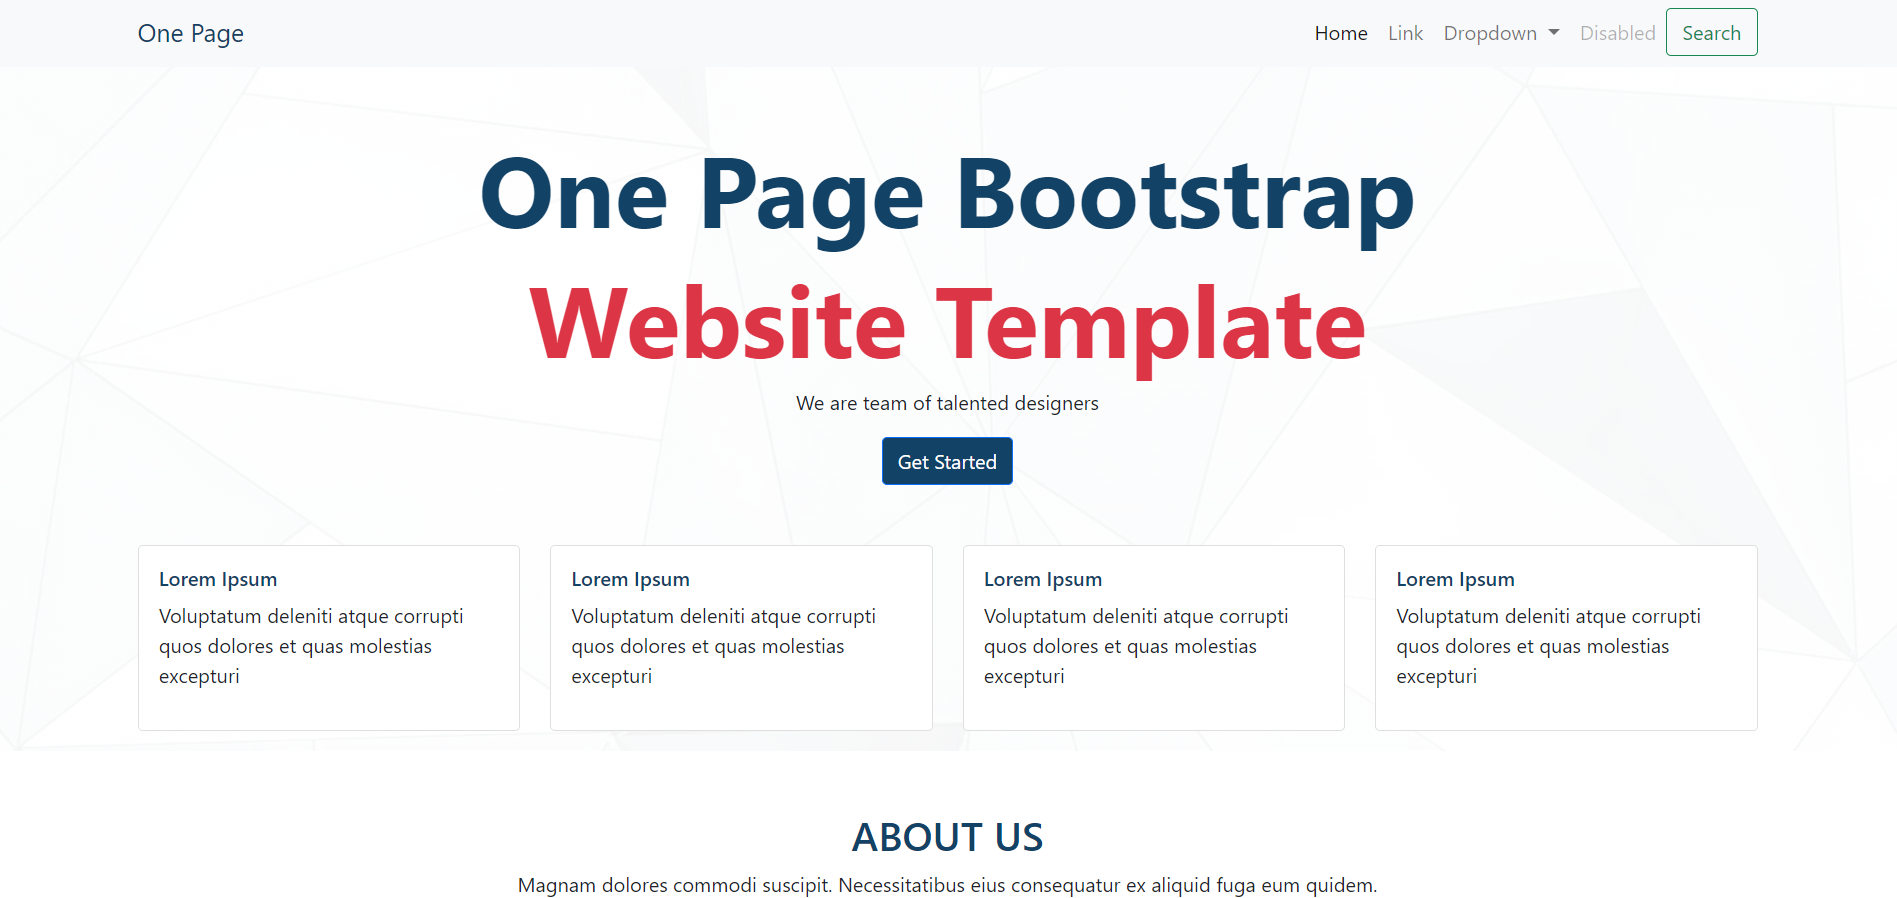 One Page
Home Link Dropdown Disabled Search
One Page Bootstrap
Website Template
We are team of talented designers
Get Started
Lorem Ipsum
Voluptatum deleniti atque corrupti
quos dolores et quas molestias
excepturi
Lorem Ipsum
Voluptatum deleniti atque corrupti
quos dolores et quas molestias
excepturi
Lorem Ipsum
Voluptatum deleniti atque corrupti
quos dolores et quas molestias
excepturi
Lorem Ipsum
Voluptatum deleniti atque corrupti
quos dolores et quas molestias
excepturi
ABOUT US
Magnam dolores commodi suscipit. Necessitatibus eius consequatur ex aliquid fuga eum quidem.